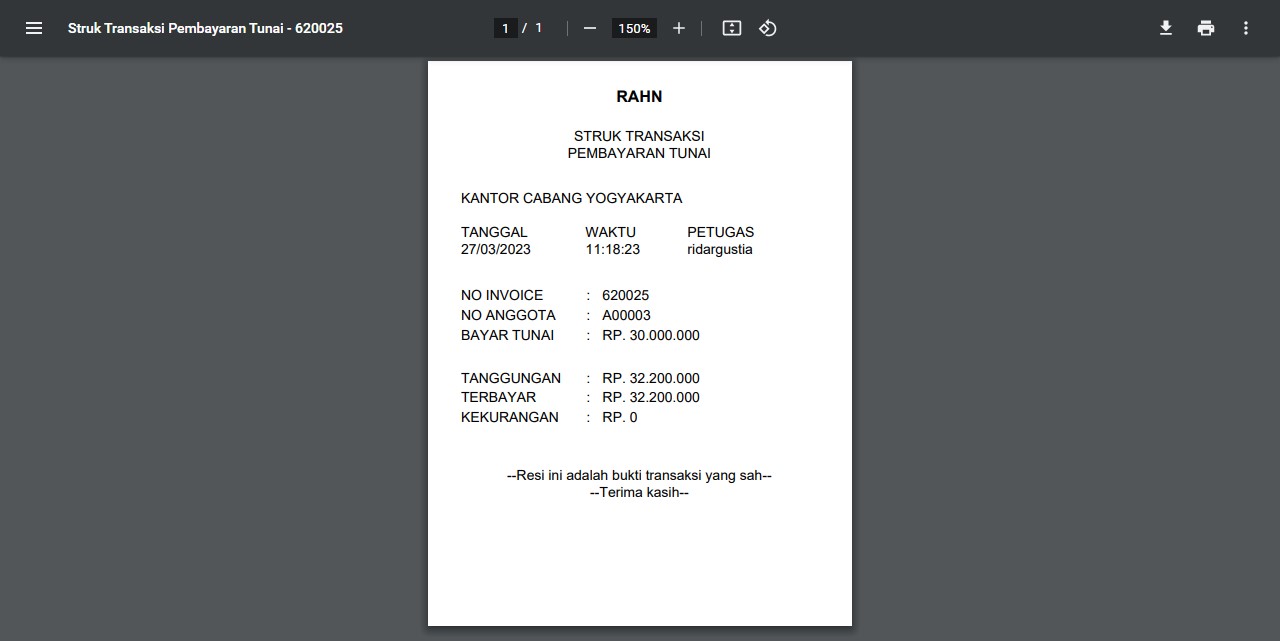 Struk Transaksi Pembayaran Tunai - 620025
1 / 1
150%
RAHN
STRUK TRANSAKSI
PEMBAYARAN TUNAI
KANTOR CABANG YOGYAKARTA
TANGGAL WAKTU PETUGAS
27/03/2023 11:18:23 ridargustia
NO INVOICE : 620025
NO ANGGOTA : A00003
BAYAR TUNAI : RP. 30.000.000
TANGGUNGAN : RP. 32.200.000
TERBAYAR : RP. 32.200.000
KEKURANGAN : RP. 0
--Resi ini adalah bukti transaksi yang sah--
--Terima kasih--